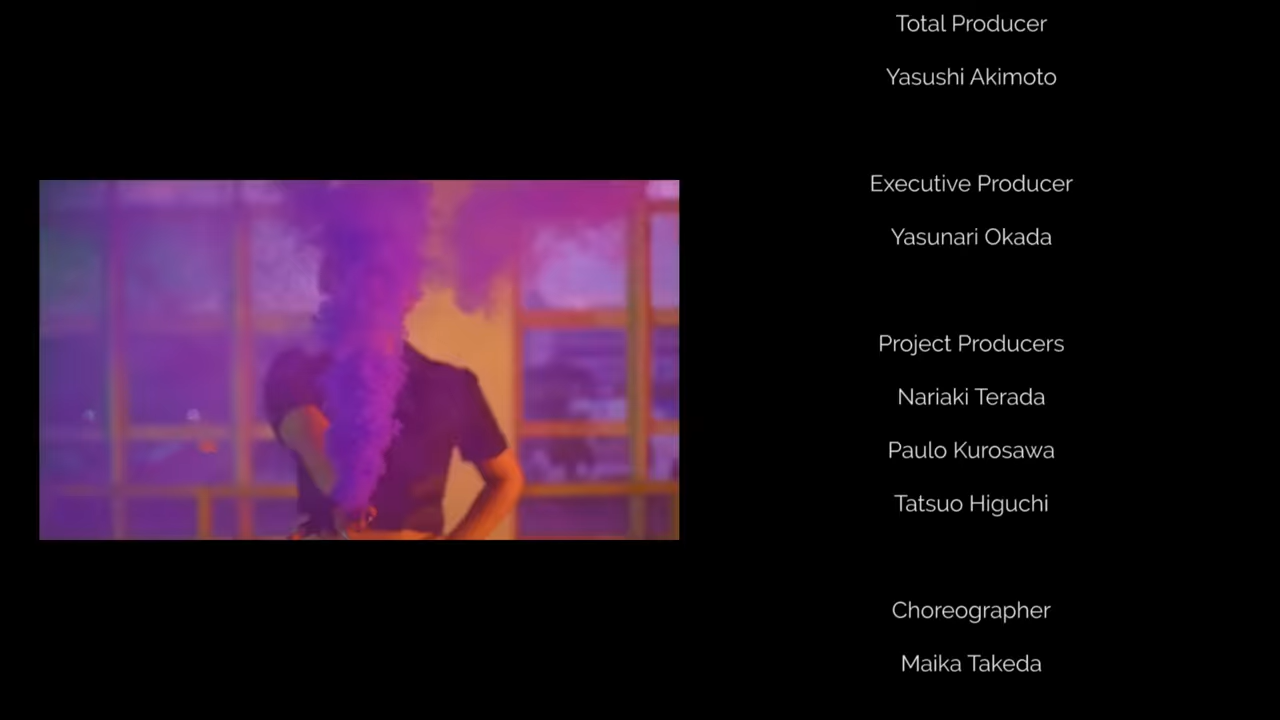 Total Producer
Yasushi Akimoto
Executive Producer
Yasunari Okada
Project Producers
Nariaki Terada
Paulo Kurosawa
Tatsuo Higuchi
Choreographer
Maika Takeda